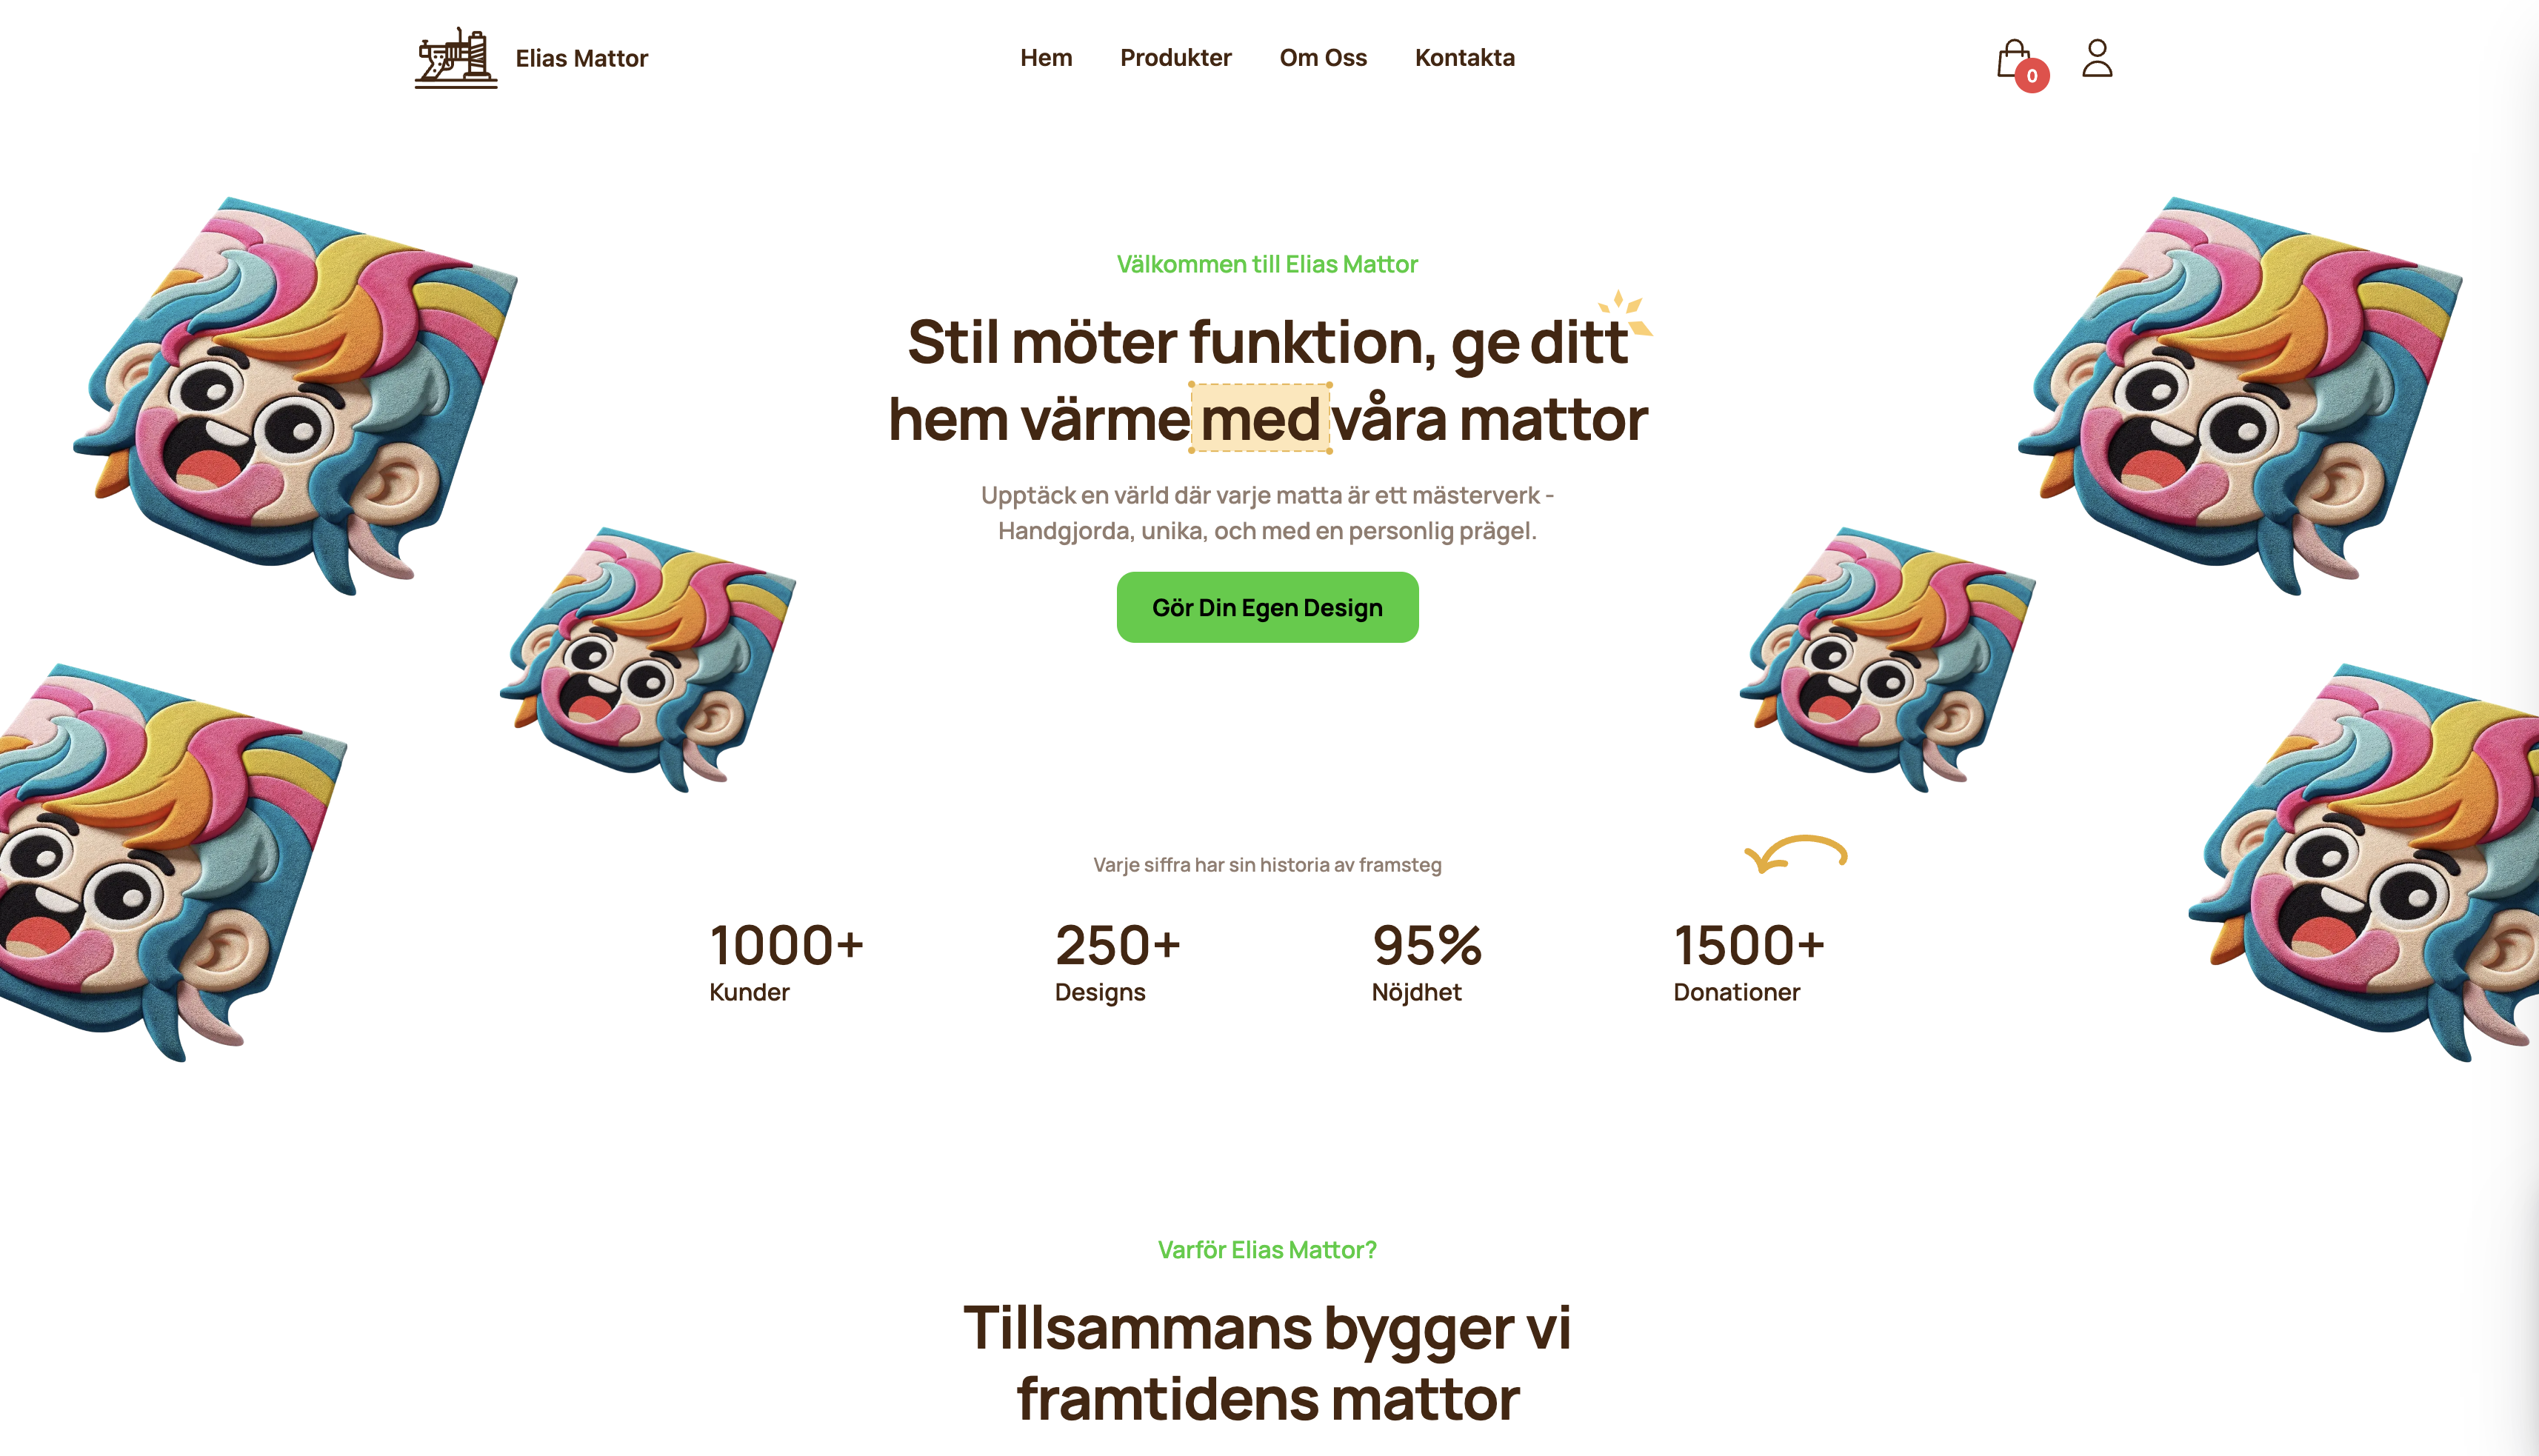 Elias Mattor
Hem Produkter Om Oss Kontakta
0
Välkommen till Elias Mattor
Stil möter funktion, ge ditt
hem värme med våra mattor
Upptäck en värld där varje matta är ett mästerverk -
Handgjorda, unika, och med en personlig prägel.
Gör Din Egen Design
Varje siffra har sin historia av framsteg
1000+ 250+ 95% 1500+
Kunder Designs Nöjdhet Donationer
Varför Elias Mattor?
Tillsammans bygger vi
framtidens mattor